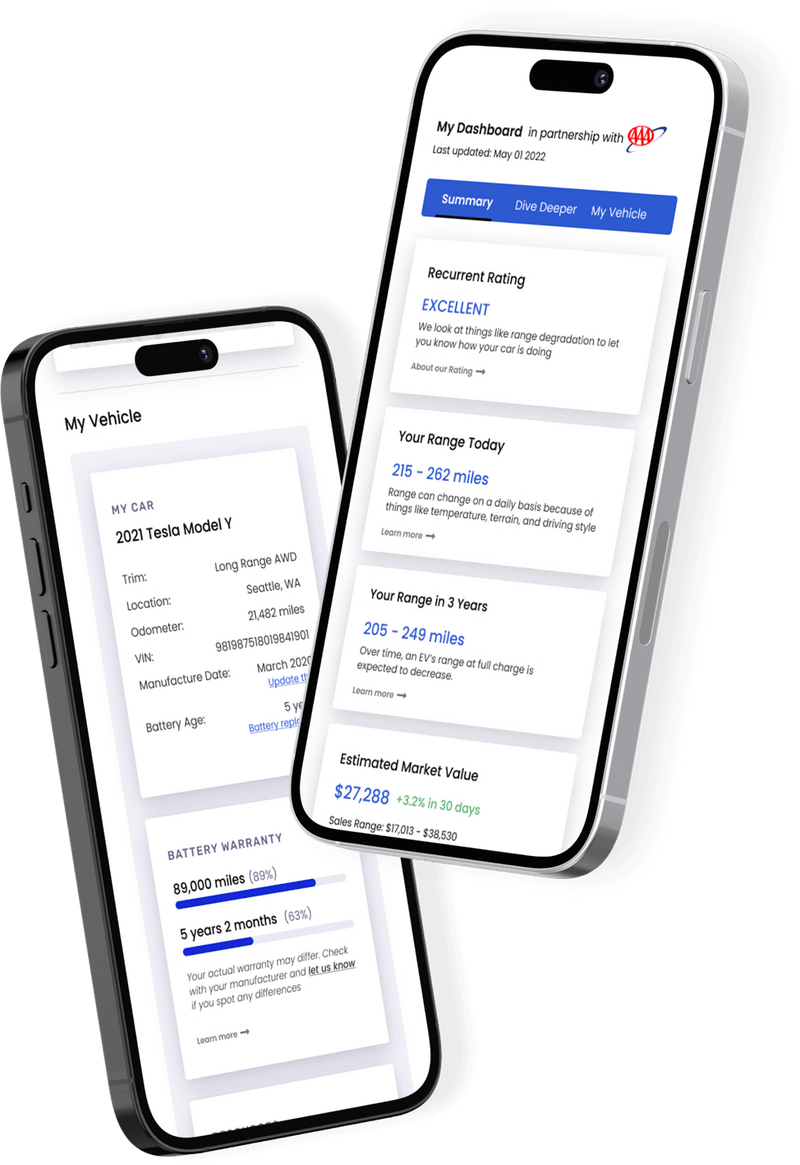 My Dashboard in partnership with AAA
Last updated: May 01 2022
Summary Dive Deeper My Vehicle
Recurrent Rating
EXCELLENT
We look at things like range degradation to let
you know how your car is doing
About our Rating →
Your Range Today
215 - 262 miles
Range can change on a daily basis because of
things like temperature, terrain, and driving style
Learn more →
Your Range in 3 Years
205 - 249 miles
Over time, an EV's range at full charge is
expected to decrease.
Learn more →
Estimated Market Value
$27,288 +3.2% in 30 days
Sales Range: $17,013 - $38,530
My Vehicle
MY CAR
2021 Tesla Model Y
Trim: Long Range AWD
Location: Seattle, WA
Odometer: 21,482 miles
VIN: 981987518019841901
Manufacture Date: March 2020
Update
Battery Age: 5
Battery
BATTERY WARRANTY
89,000 miles (89%)
5 years 2 months (63%)
Your actual warranty may differ. Check
with your manufacturer and let us know
if you spot any differences
Learn more →